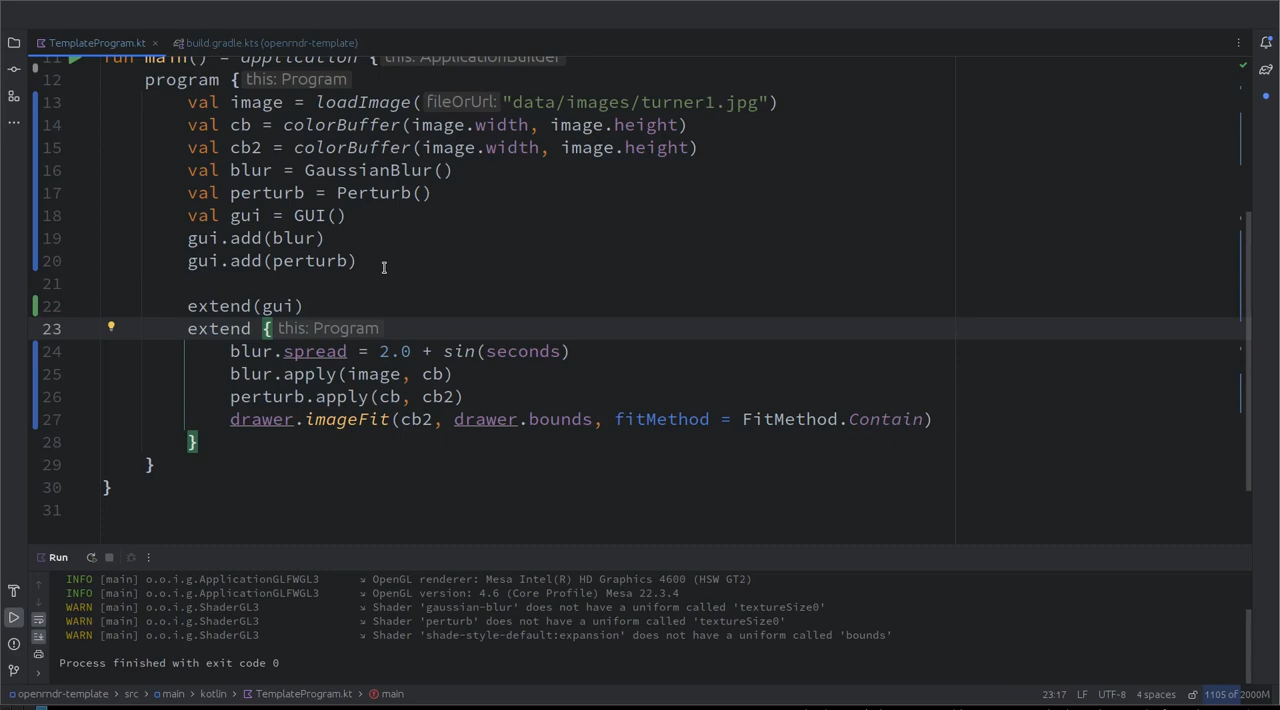 TemplateProgram.kt × build.gradle.kts (openrndr-template)
11 fun main() = application { this: ApplicationBuilder
12 program { this: Program
13 val image = loadImage( fileOrUrl: "data/images/turner1.jpg")
14 val cb = colorBuffer(image.width, image.height)
15 val cb2 = colorBuffer(image.width, image.height)
16 val blur = GaussianBlur()
17 val perturb = Perturb()
18 val gui = GUI()
19 gui.add(blur)
20 gui.add(perturb)
21
22 extend(gui)
23 extend { this: Program
24 blur.spread = 2.0 + sin(seconds)
25 blur.apply(image, cb)
26 perturb.apply(cb, cb2)
27 drawer.imageFit(cb2, drawer.bounds, fitMethod = FitMethod.Contain)
28 }
29 }
30 }
31
Run
INFO [main] o.o.i.g.ApplicationGLFWGL3 ↘ OpenGL renderer: Mesa Intel(R) HD Graphics 4600 (HSW GT2)
INFO [main] o.o.i.g.ApplicationGLFWGL3 ↘ OpenGL version: 4.6 (Core Profile) Mesa 22.3.4
WARN [main] o.o.i.g.ShaderGL3 ↘ Shader 'gaussian-blur' does not have a uniform called 'textureSize0'
WARN [main] o.o.i.g.ShaderGL3 ↘ Shader 'perturb' does not have a uniform called 'textureSize0'
WARN [main] o.o.i.g.ShaderGL3 ↘ Shader 'shade-style-default:expansion' does not have a uniform called 'bounds'
Process finished with exit code 0
openrndr-template > src > main > kotlin > TemplateProgram.kt > main 23:17 LF UTF-8 4 spaces 1105 of 2000M